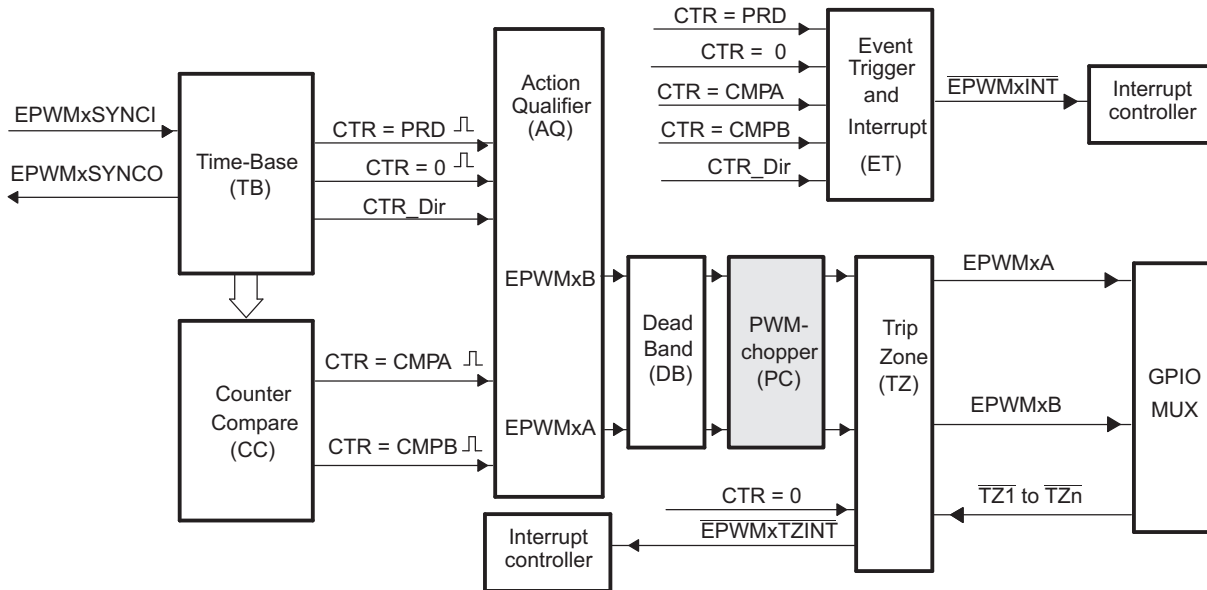 EPWMxSYNCI
EPWMxSYNCO
Time-Base
(TB)
CTR = PRD
CTR = 0
CTR_Dir
Counter
Compare
(CC)
CTR = CMPA
CTR = CMPB
Action
Qualifier
(AQ)
EPWMxB
EPWMxA
CTR = PRD
CTR = 0
CTR = CMPA
CTR = CMPB
CTR_Dir
Event
Trigger
and
Interrupt
(ET)
EPWMxINT
Interrupt
controller
Dead
Band
(DB)
PWM-
chopper
(PC)
Trip
Zone
(TZ)
EPWMxA
EPWMxB
TZ1 to TZn
GPIO
MUX
CTR = 0
EPWMxTZINT
Interrupt
controller